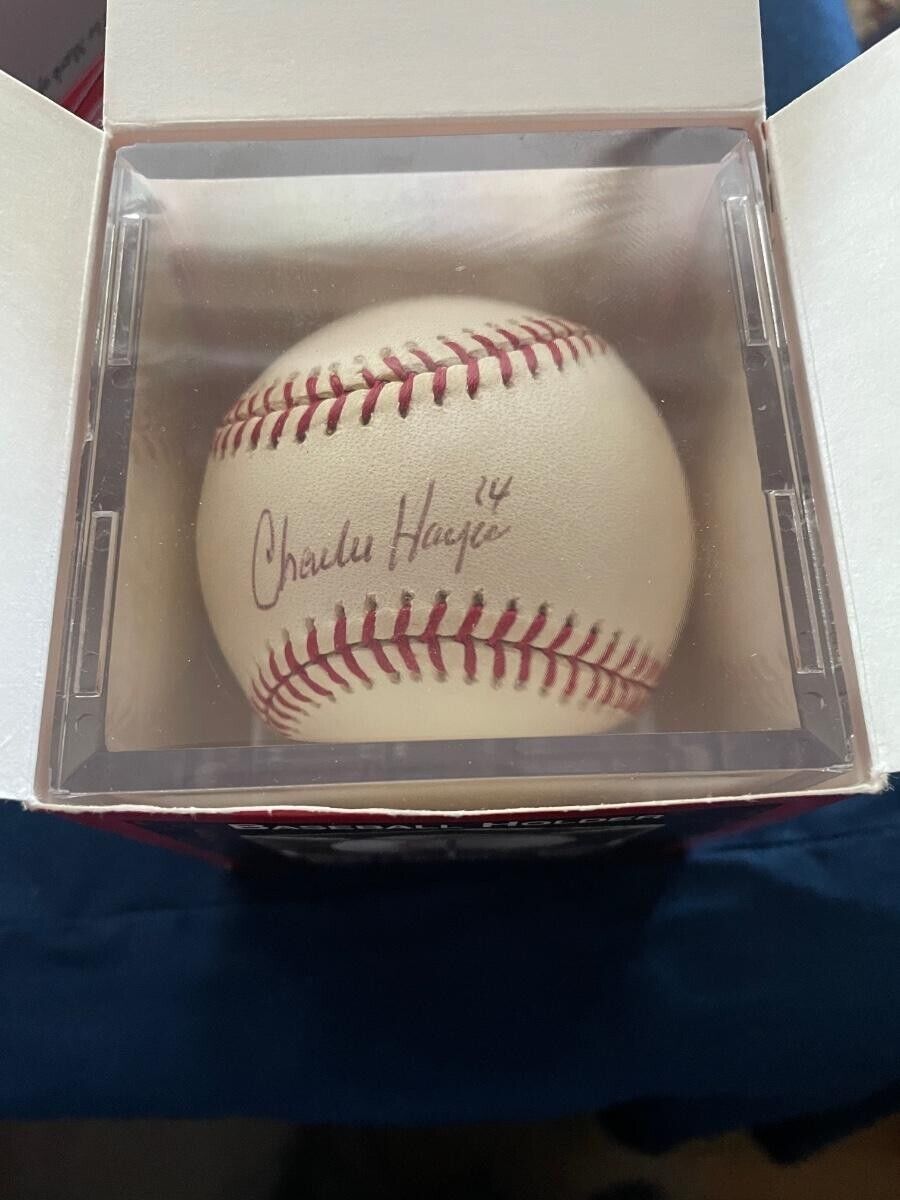 14
Charlie Hayes
BASEBALL HOLDER